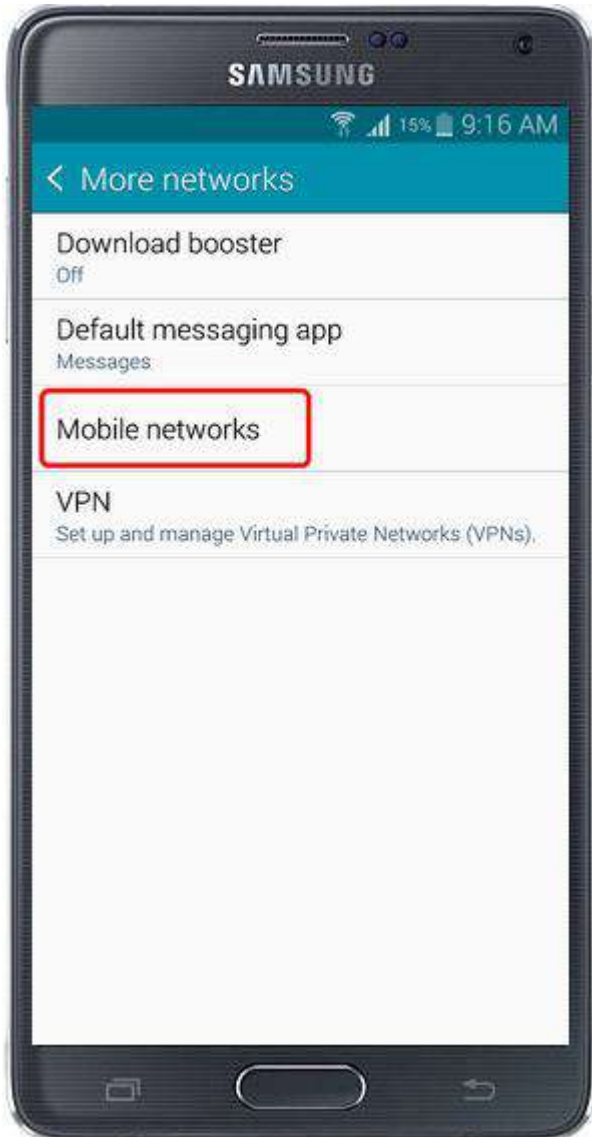 SAMSUNG
15% 9:16 AM
< More networks
Download booster
Off
Default messaging app
Messages
Mobile networks
VPN
Set up and manage Virtual Private Networks (VPNs).